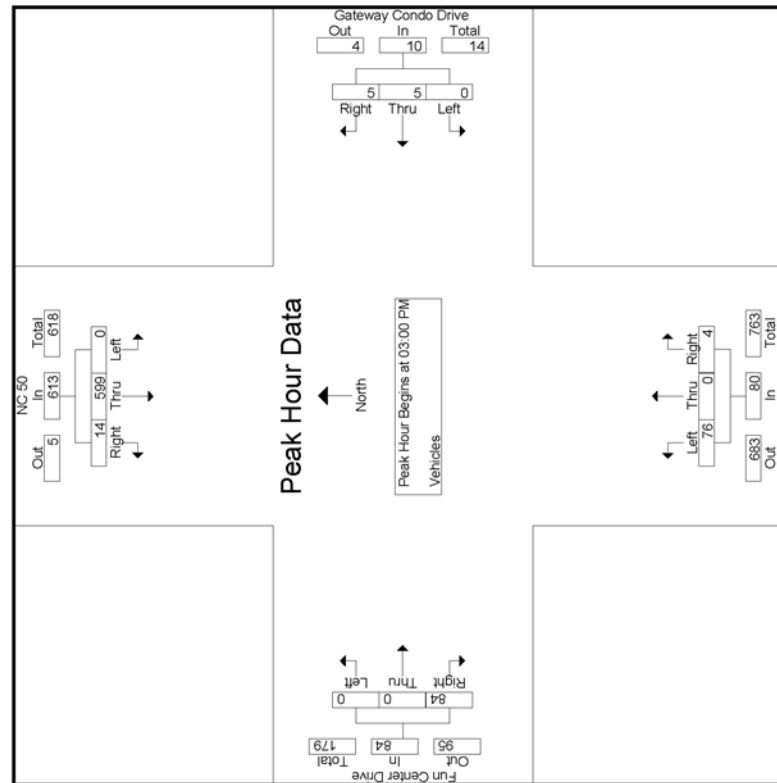 Gateway Condo Drive
Out In Total
4 10 14
5 5 0
Right Thru Left
NC 50
Out In Total
5 613 618
14 599 0
Right Thru Left
Peak Hour Data
North
Peak Hour Begins at 03:00 PM
Vehicles
Left Thru Right
76 0 4
683 80 763
Out In Total
Left Thru Right
0 0 84
179 84 95
Total In Out
Fun Center Drive